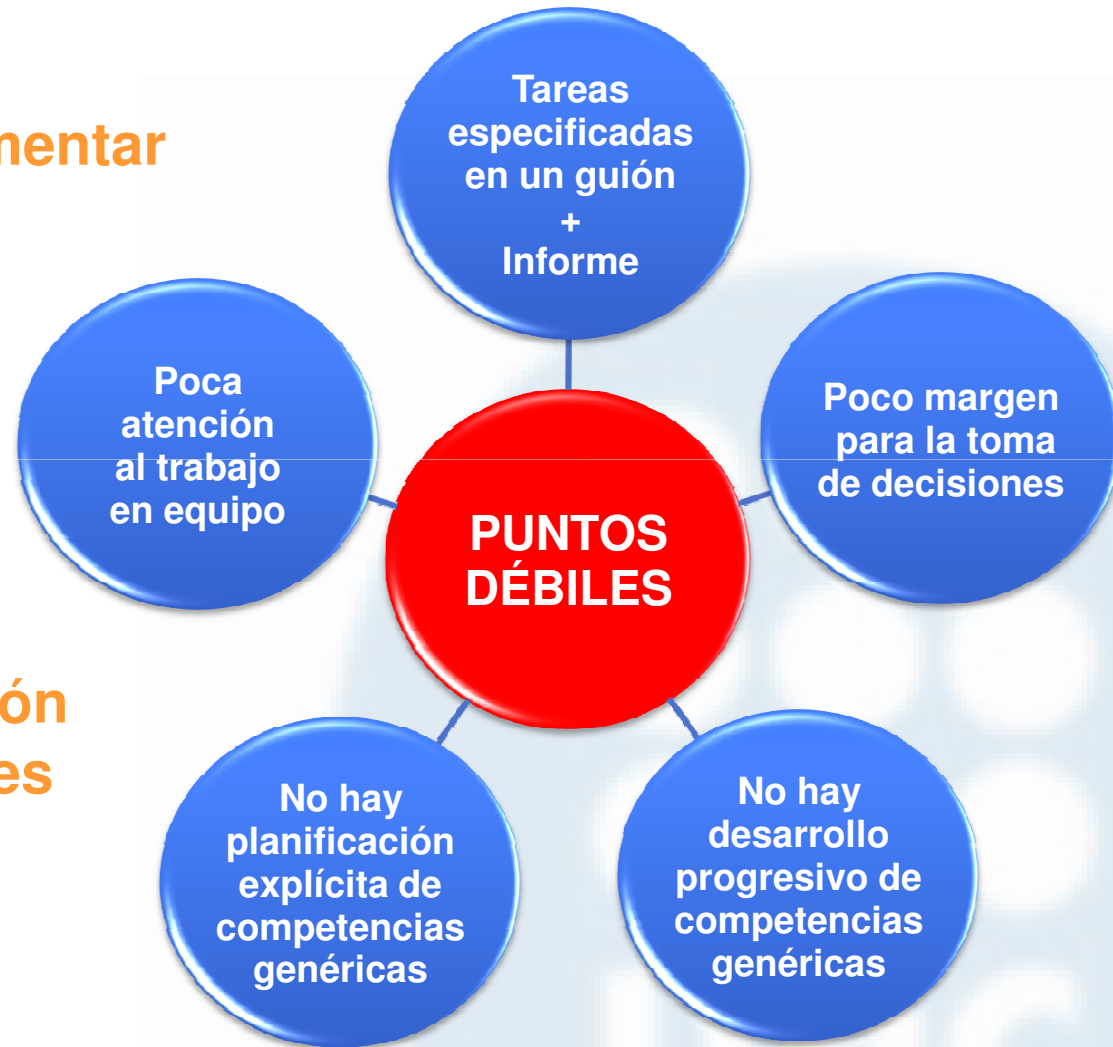 mentar
Tareas
especificadas
en un guión
+
Informe
Poca
atención
al trabajo
en equipo
Poco margen
para la toma
de decisiones
PUNTOS
DÉBILES
ón
es
No hay
planificación
explícita de
competencias
genéricas
No hay
desarrollo
progresivo de
competencias
genéricas